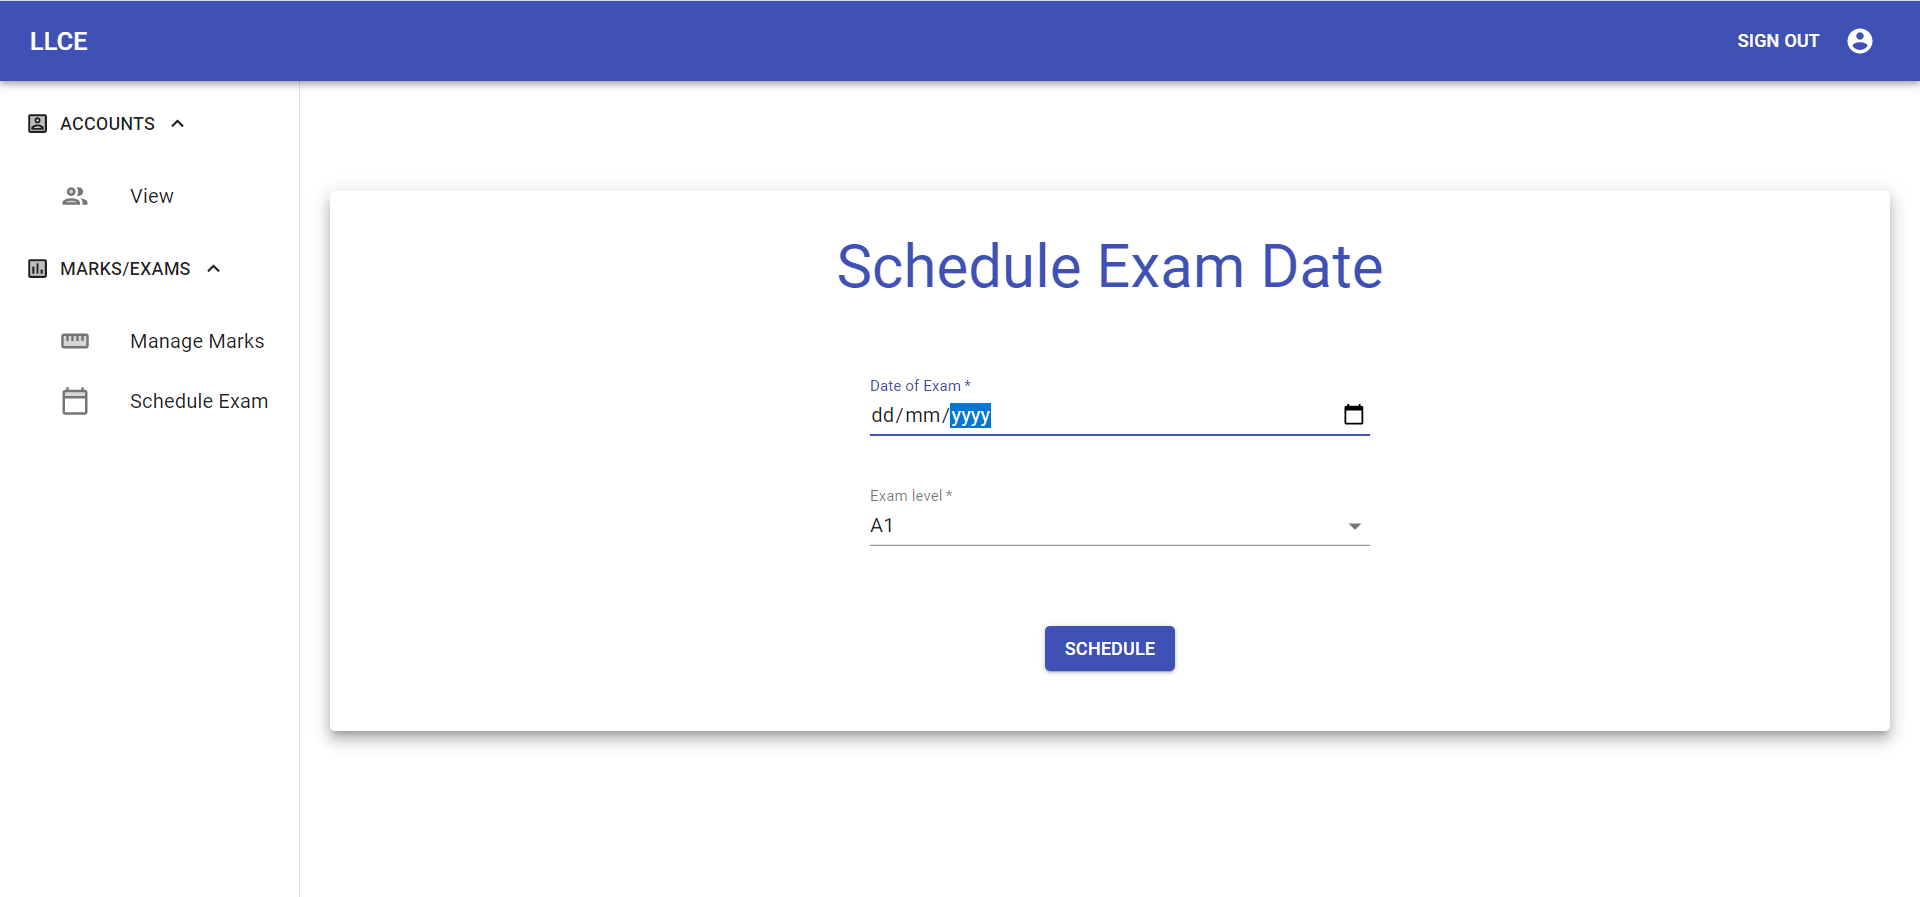 LLCE
SIGN OUT
ACCOUNTS
View
MARKS/EXAMS
Manage Marks
Schedule Exam
Schedule Exam Date
Date of Exam *
dd/mm/yyyy
Exam level *
A1
SCHEDULE